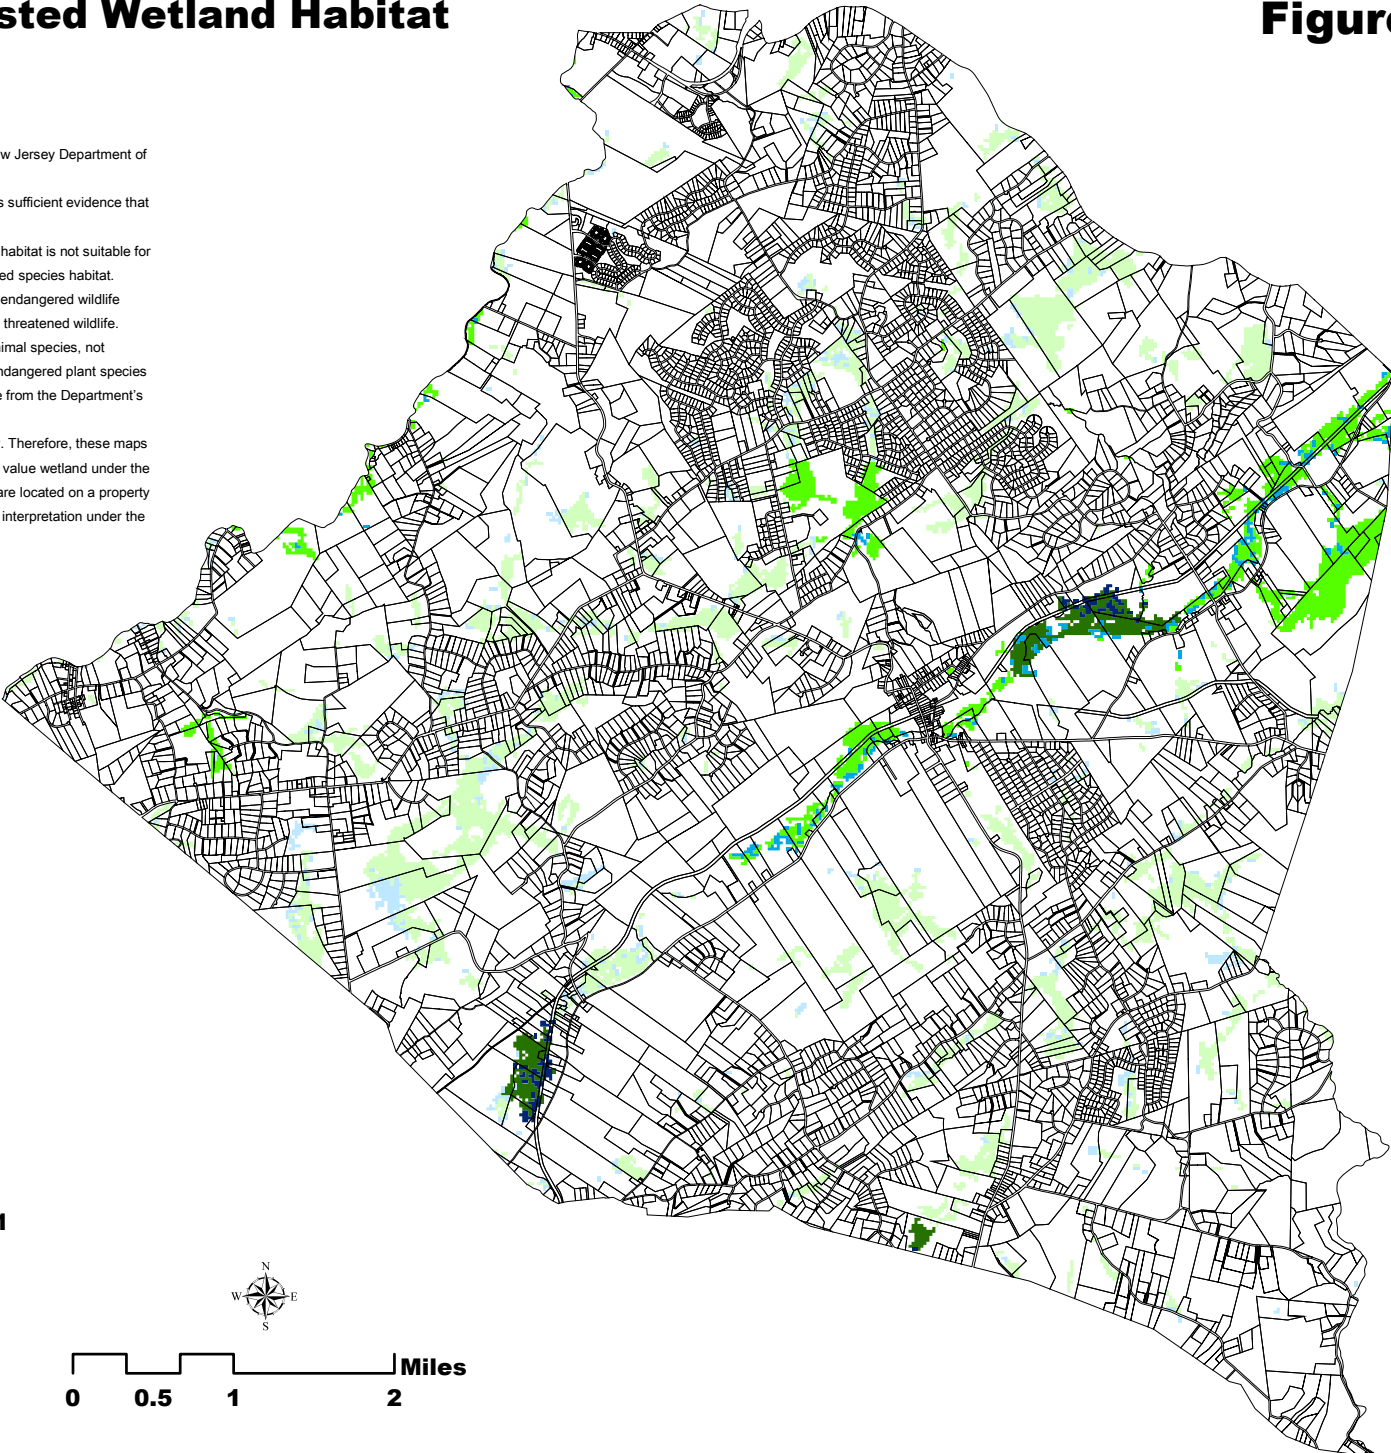 sted Wetland Habitat
Figure
w Jersey Department of
s sufficient evidence that
habitat is not suitable for
ed species habitat.
endangered wildlife
threatened wildlife.
nimal species, not
ndangered plant species
e from the Department's
. Therefore, these maps
value wetland under the
are located on a property
interpretation under the
N
W E
S
Miles
0 0.5 1 2